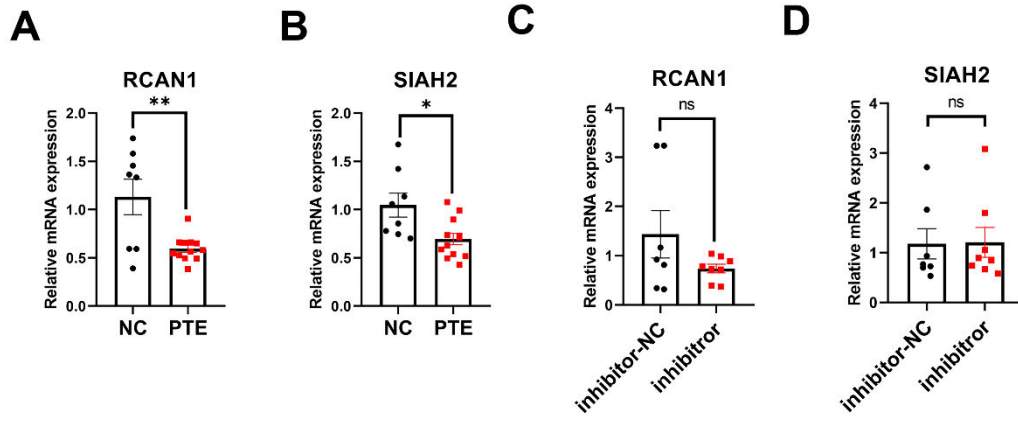 A
RCAN1
**
Relative mRNA expression
2.0
1.5
1.0
0.5
0.0
NC PTE
B
SIAH2
*
Relative mRNA expression
2.0
1.5
1.0
0.5
0.0
NC PTE
C
RCAN1
ns
Relative mRNA expression
4
3
2
1
0
inhibitor-NC
inhibitror
D
SIAH2
ns
Relative mRNA expression
4
3
2
1
0
inhibitor-NC
inhibitror